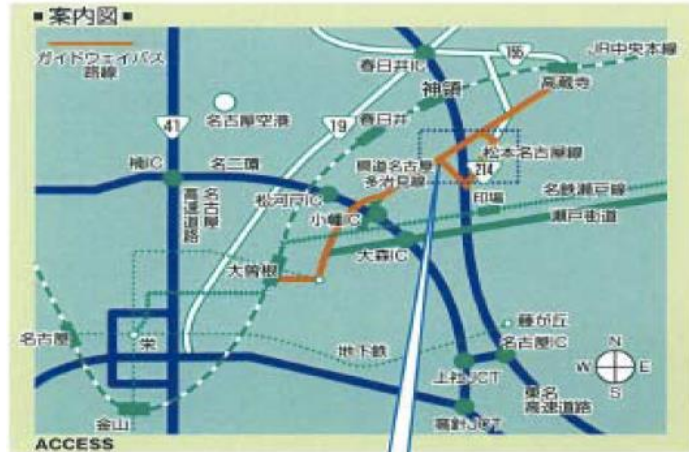 ■案内図■
ガイドウェイバス
路線
春日井IC
155
JR中央本線
高蔵寺
神領
41
名古屋空港
19
春日井
松本名古屋線
県道名古屋
多治見線
214
楠IC
名二環
印場
名鉄瀬戸線
松河戸IC
小幡IC
瀬戸街道
名古屋
高速道路
大森IC
大曽根
藤が丘
名古屋
栄
地下鉄
名古屋IC
N
W E
S
上社JCT
東名
高速道路
金山
高針JCT
ACCESS